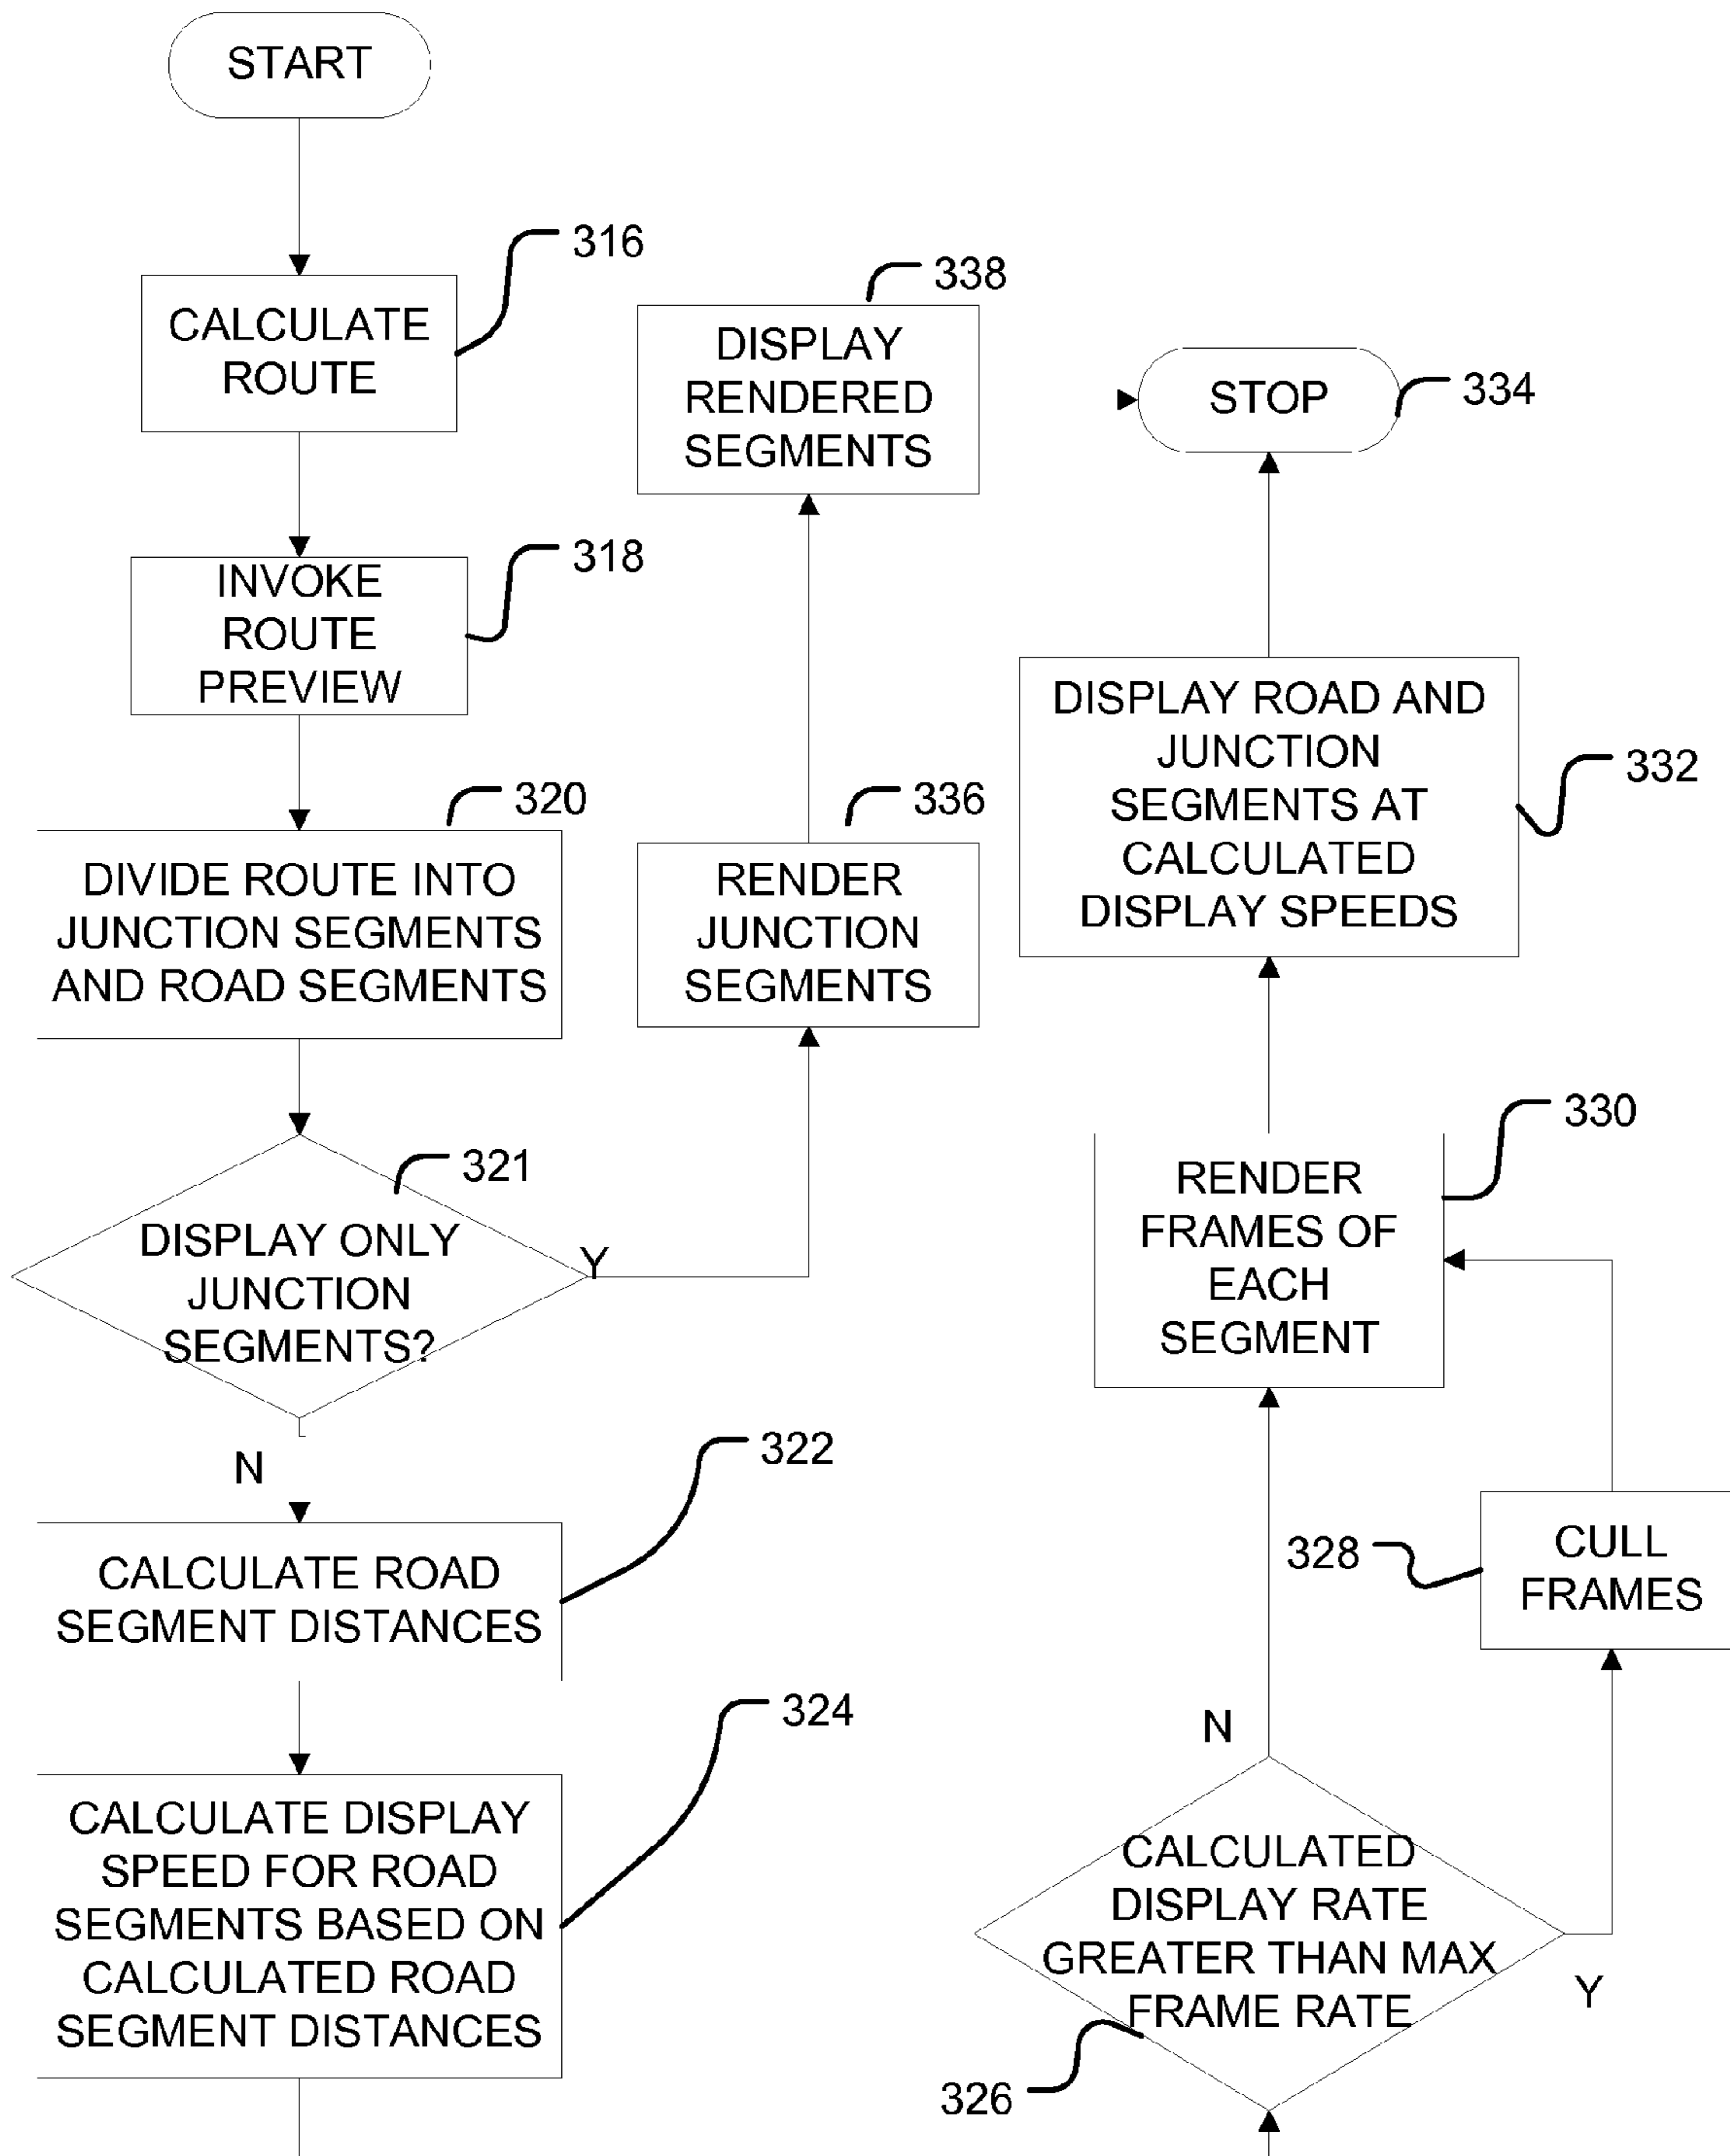 START
316
CALCULATE
ROUTE
318
INVOKE
ROUTE
PREVIEW
320
DIVIDE ROUTE INTO
JUNCTION SEGMENTS
AND ROAD SEGMENTS
321
DISPLAY ONLY
JUNCTION
SEGMENTS?
Y
N
322
CALCULATE ROAD
SEGMENT DISTANCES
324
CALCULATE DISPLAY
SPEED FOR ROAD
SEGMENTS BASED ON
CALCULATED ROAD
SEGMENT DISTANCES
338
DISPLAY
RENDERED
SEGMENTS
336
RENDER
JUNCTION
SEGMENTS
STOP
334
DISPLAY ROAD AND
JUNCTION
SEGMENTS AT
CALCULATED
DISPLAY SPEEDS
332
330
RENDER
FRAMES OF
EACH
SEGMENT
328
CULL
FRAMES
N
CALCULATED
DISPLAY RATE
GREATER THAN MAX
FRAME RATE
Y
326